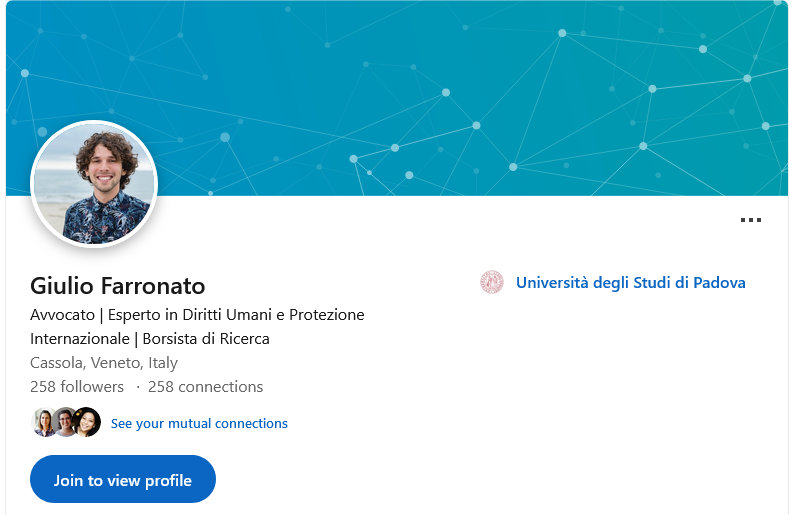 Giulio Farronato
Università degli Studi di Padova
Avvocato | Esperto in Diritti Umani e Protezione
Internazionale | Borsista di Ricerca
Cassola, Veneto, Italy
258 followers · 258 connections
See your mutual connections
Join to view profile